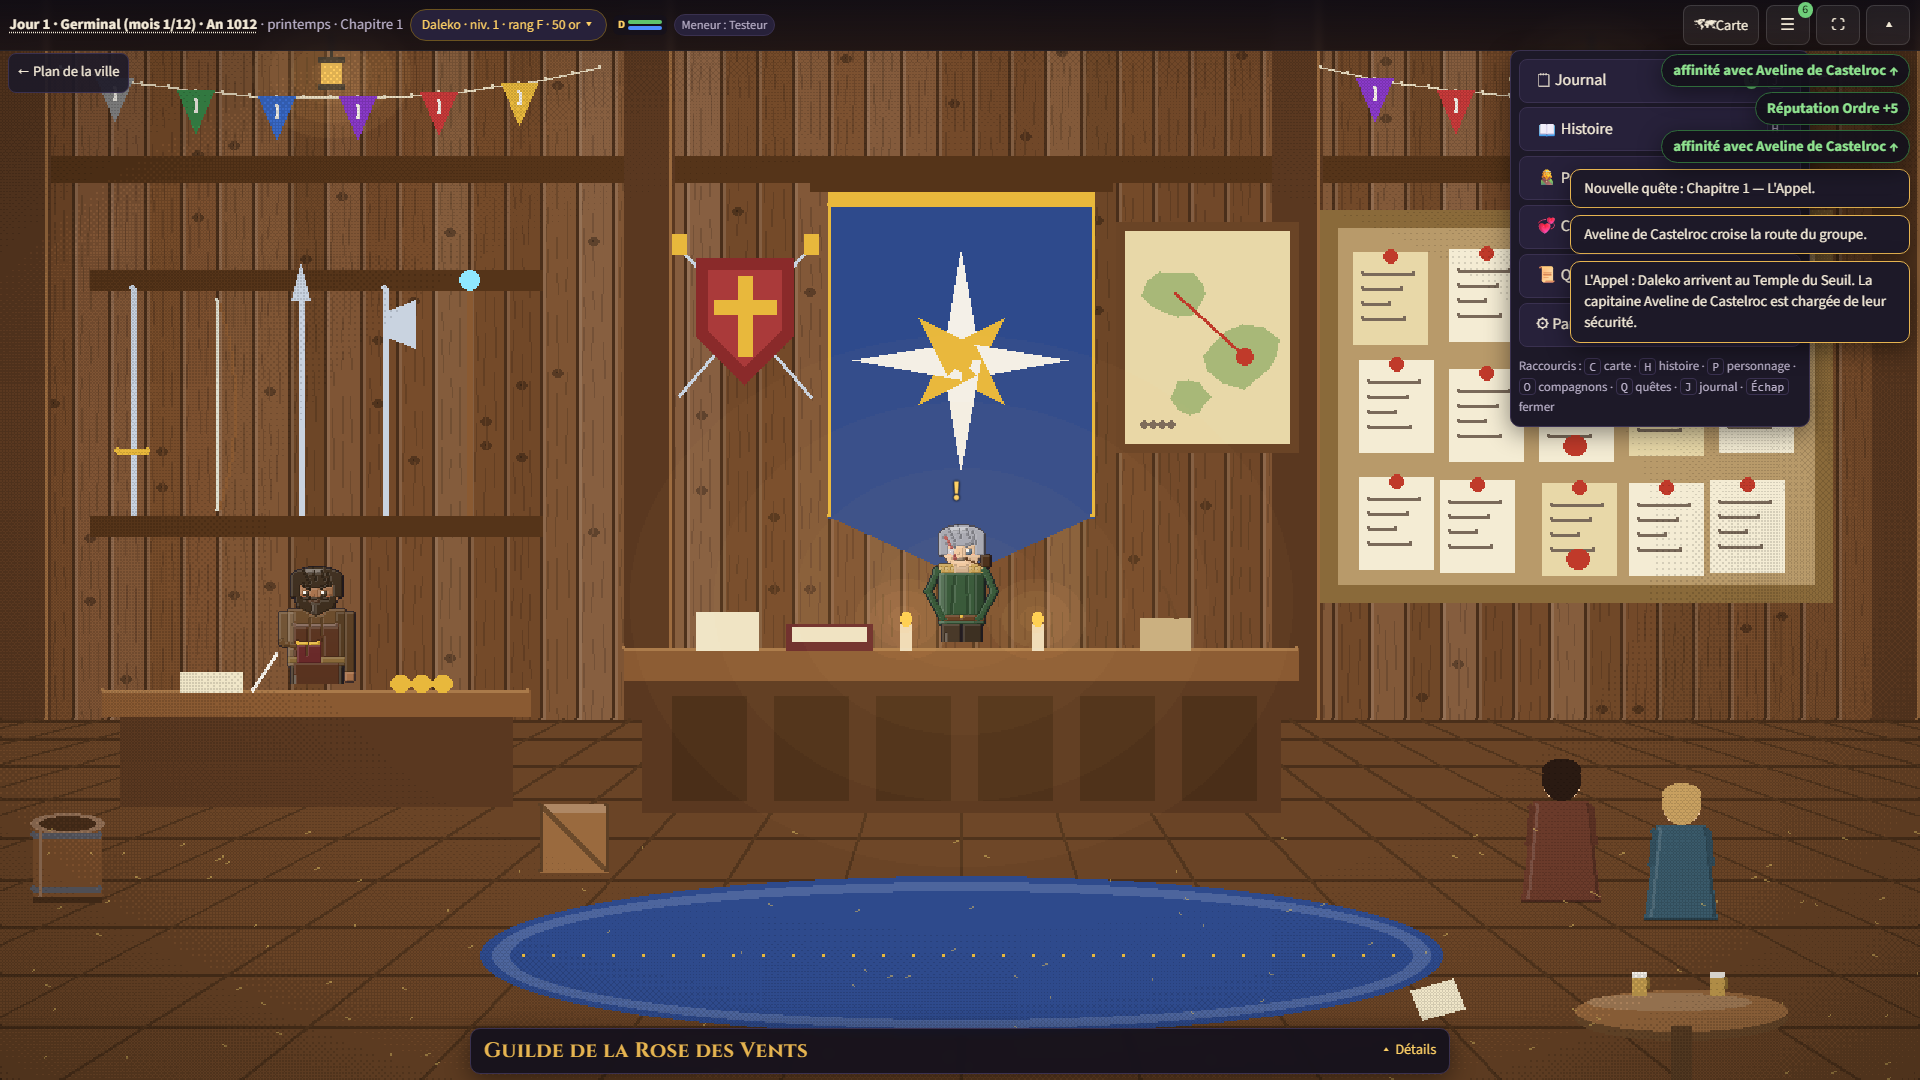 Jour 1 · Germinal (mois 1/12) · An 1012 · printemps · Chapitre 1
Daleko · niv. 1 · rang F · 50 or ▾
D
Meneur : Testeur
Carte
6
← Plan de la ville
Journal
Histoire
H
P
C
Q
Pa
affinité avec Aveline de Castelroc ↑
Réputation Ordre +5
affinité avec Aveline de Castelroc ↑
Nouvelle quête : Chapitre 1 — L'Appel.
Aveline de Castelroc croise la route du groupe.
L'Appel : Daleko arrivent au Temple du Seuil. La
capitaine Aveline de Castelroc est chargée de leur
sécurité.
Raccourcis : C carte · H histoire · P personnage ·
O compagnons · Q quêtes · J journal · Échap
fermer
!
Guilde de la Rose des Vents
▴ Détails